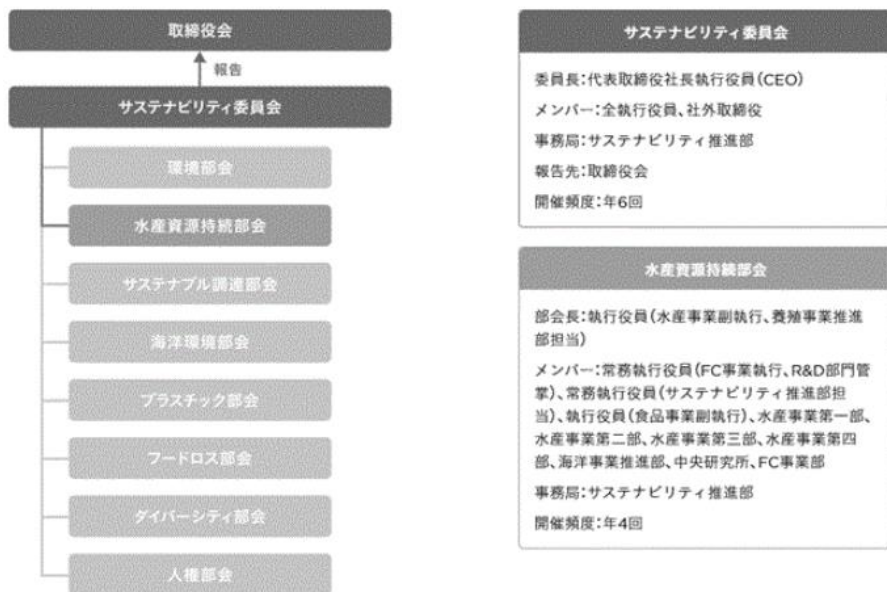 取締役会
報告
サステナビリティ委員会
環境部会
水産資源持続部会
サステナブル調達部会
海洋環境部会
プラスチック部会
フードロス部会
ダイバーシティ部会
人権部会
サステナビリティ委員会
委員長:代表取締役社長執行役員(CEO)
メンバー:全執行役員、社外取締役
事務局:サステナビリティ推進部
報告先:取締役会
開催頻度:年6回
水産資源持続部会
部会長:執行役員(水産事業副執行、養殖事業推進
部担当)
メンバー:常務執行役員(FC事業執行、R&D部門管
掌)、常務執行役員(サステナビリティ推進部担
当)、執行役員(食品事業副執行)、水産事業第一部、
水産事業第二部、水産事業第三部、水産事業第四
部、海洋事業推進部、中央研究所、FC事業部
事務局:サステナビリティ推進部
開催頻度:年4回